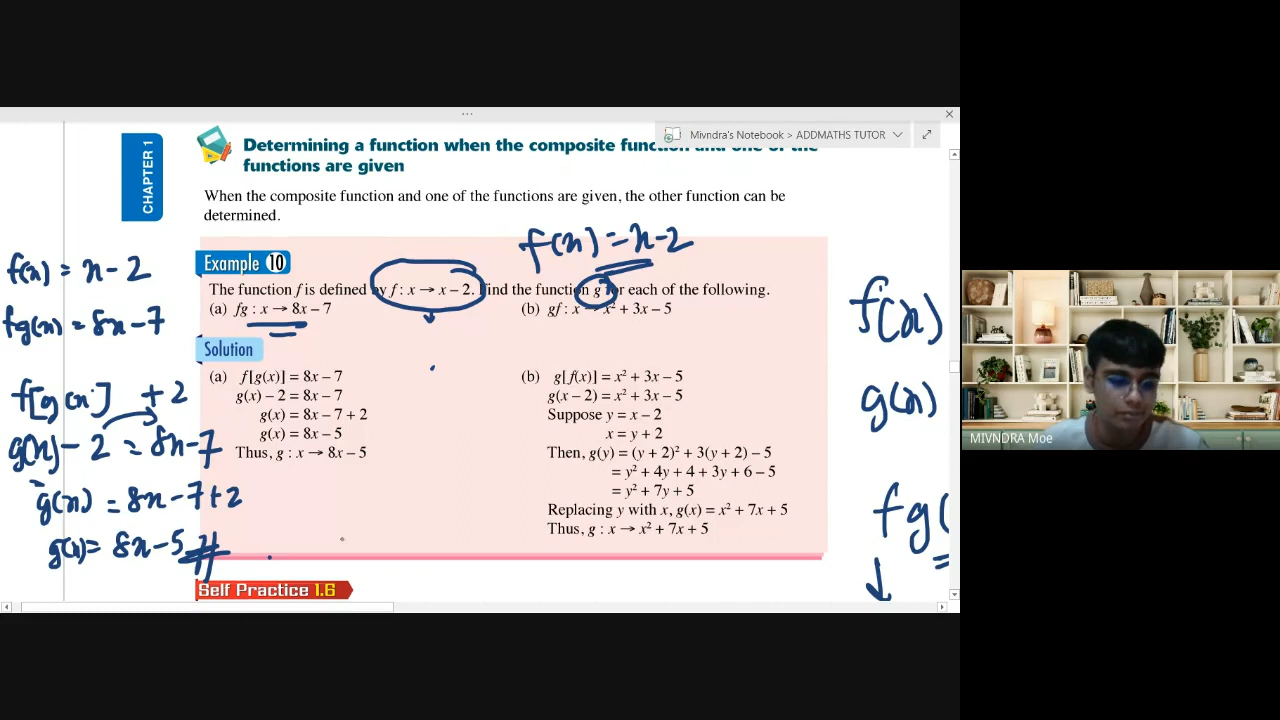 ...
Mivndra's Notebook > ADDMATHS TUTOR
CHAPTER 1
Determining a function when the composite function and one of the
functions are given
When the composite function and one of the functions are given, the other function can be
determined.
f(x) = x-2
Example 10
The function f is defined by f : x → x – 2. Find the function g for each of the following.
(a) fg : x → 8x – 7
(b) gf : x → x² + 3x – 5
Solution
(a) f[g(x)] = 8x – 7
g(x) – 2 = 8x – 7
g(x) = 8x – 7 + 2
g(x) = 8x – 5
Thus, g : x → 8x – 5
(b) g[f(x)] = x² + 3x – 5
g(x – 2) = x² + 3x – 5
Suppose y = x – 2
x = y + 2
Then, g(y) = (y + 2)² + 3(y + 2) – 5
= y² + 4y + 4 + 3y + 6 – 5
= y² + 7y + 5
Replacing y with x, g(x) = x² + 7x + 5
Thus, g : x → x² + 7x + 5
Self Practice 1.6
f(x) = x-2
fg(x) = 8x-7
f[g(x)] +2
g(x) - 2 = 8x-7
g(x) = 8x-7+2
g(x) = 8x-5
f(x)
g(x)
fg(
MIVNDRA Moe